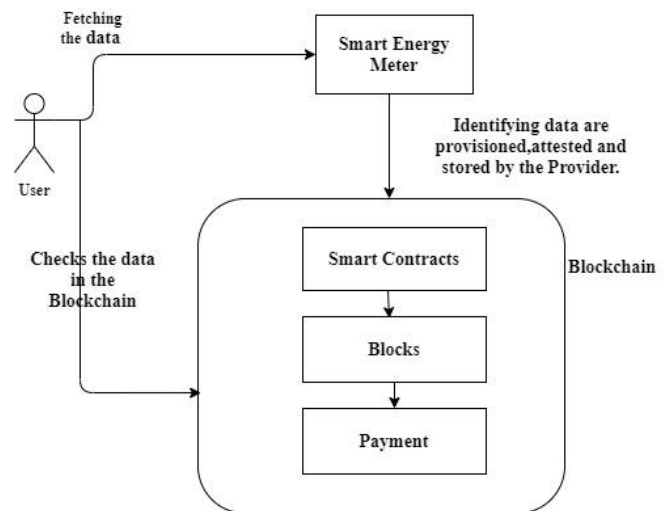 Fetching
the data
Smart Energy
Meter
Identifying data are
provisioned,attested and
stored by the Provider.
User
Checks the data
in the
Blockchain
Smart Contracts
Blockchain
Blocks
Payment